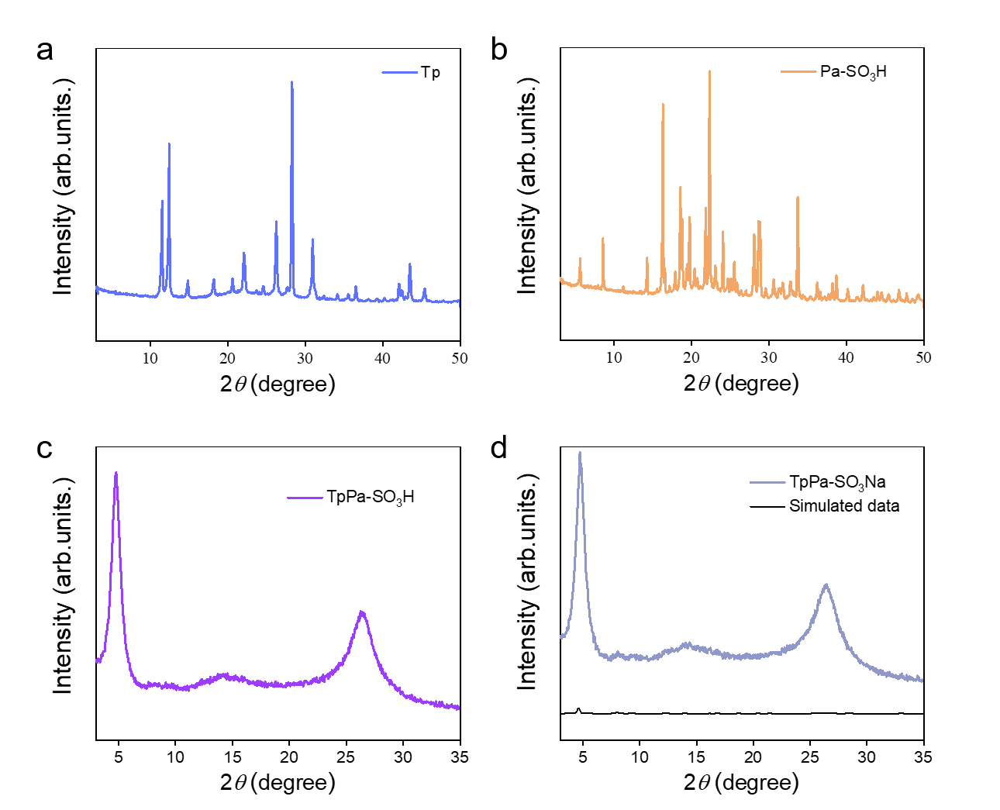 a
Tp
Intensity (arb.units.)
10 20 30 40 50
2θ (degree)
b
Pa-SO₃H
Intensity (arb.units.)
10 20 30 40 50
2θ (degree)
c
TpPa-SO₃H
Intensity (arb.units.)
5 10 15 20 25 30 35
2θ (degree)
d
TpPa-SO₃Na
Simulated data
Intensity (arb.units.)
5 10 15 20 25 30 35
2θ (degree)